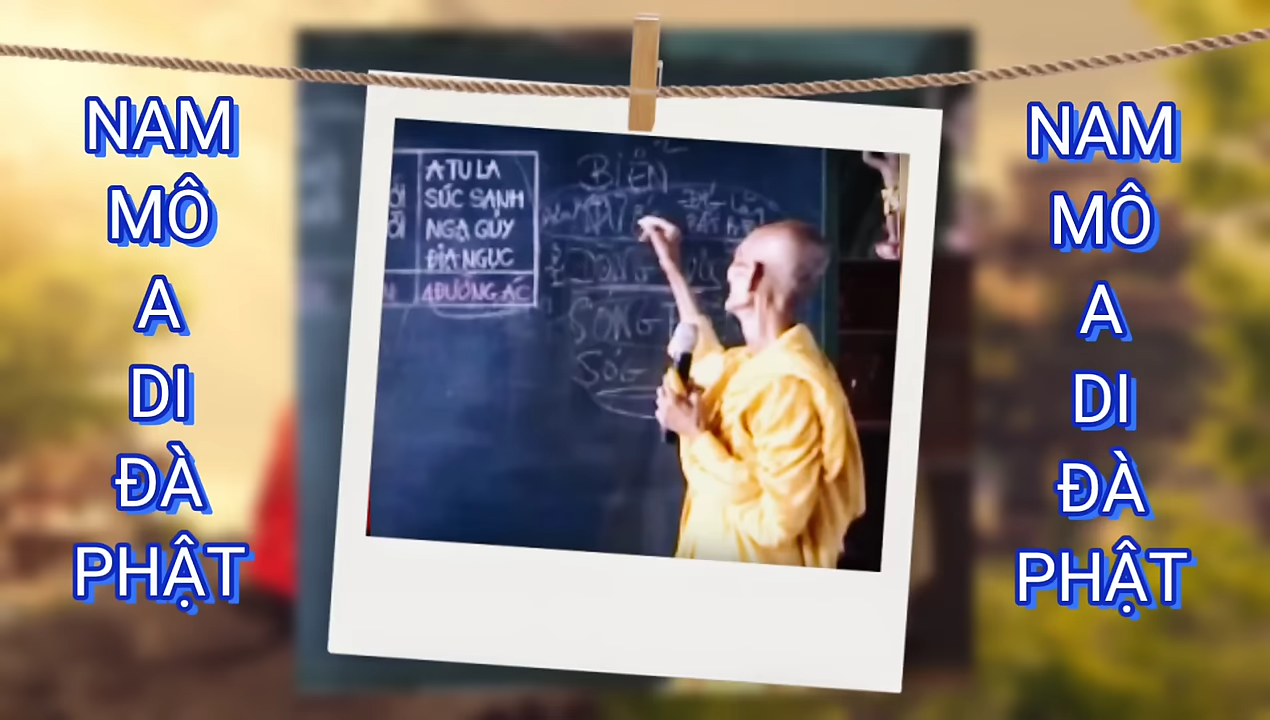 NAM
MÔ
A
DI
ĐÀ
PHẬT
A TU LA
SÚC SANH
NGẠ QUỶ
ĐỊA NGỤC
4 ĐƯỜNG ÁC
BIỂN
SÓNG
SÓNG
NAM
MÔ
A
DI
ĐÀ
PHẬT